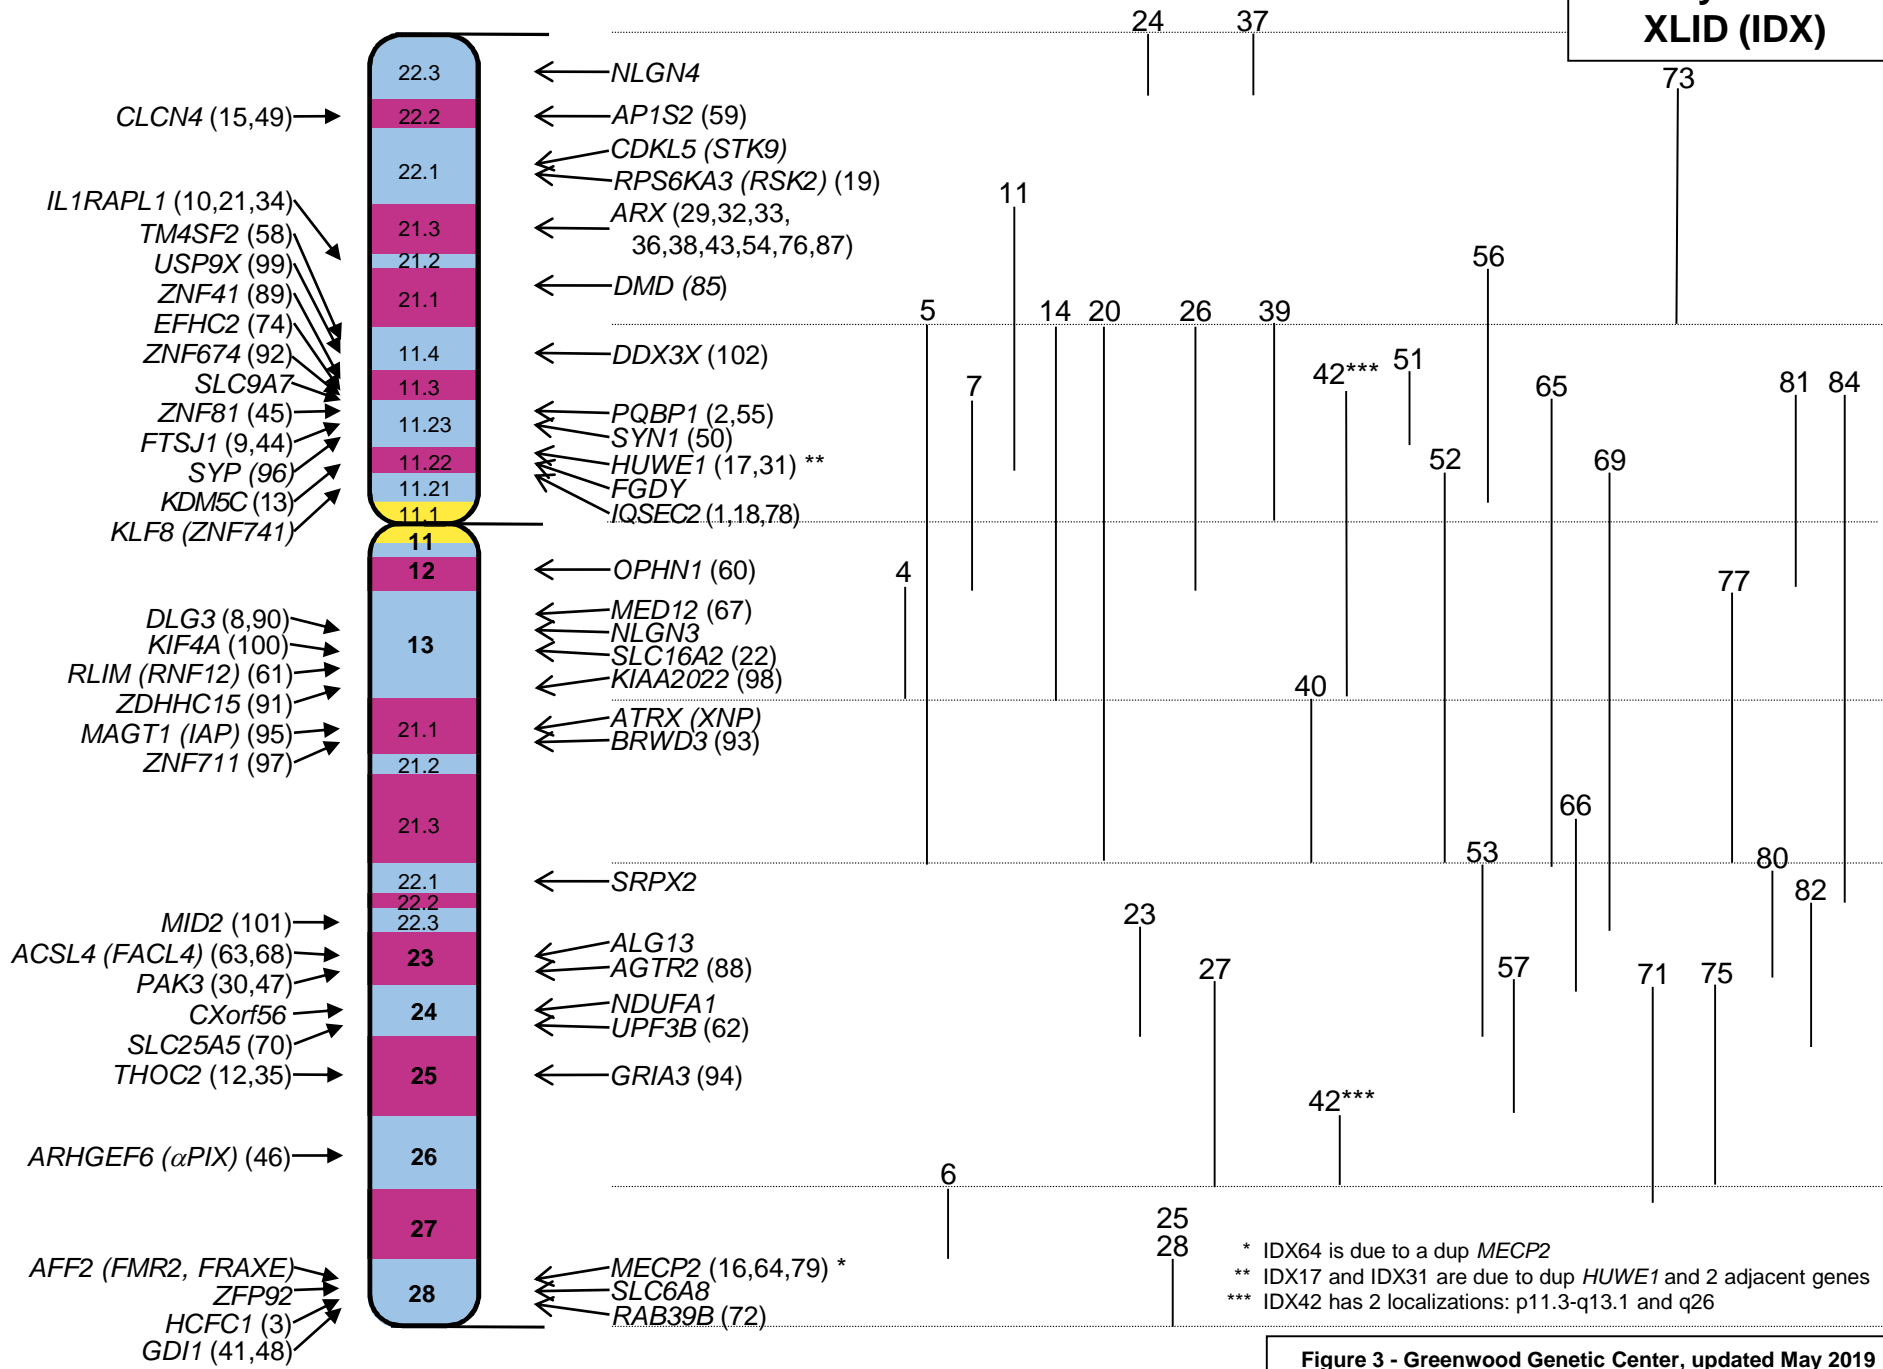 XLID (IDX)
24
37
73
22.3
22.2
22.1
21.3
21.2
21.1
11.4
11.3
11.23
11.22
11.21
11.1
11
12
13
21.1
21.2
21.3
22.1
22.2
22.3
23
24
25
26
27
28
CLCN4 (15,49)
IL1RAPL1 (10,21,34)
TM4SF2 (58)
USP9X (99)
ZNF41 (89)
EFHC2 (74)
ZNF674 (92)
SLC9A7
ZNF81 (45)
FTSJ1 (9,44)
SYP (96)
KDM5C (13)
KLF8 (ZNF741)
DLG3 (8,90)
KIF4A (100)
RLIM (RNF12) (61)
ZDHHC15 (91)
MAGT1 (IAP) (95)
ZNF711 (97)
MID2 (101)
ACSL4 (FACL4) (63,68)
PAK3 (30,47)
CXorf56
SLC25A5 (70)
THOC2 (12,35)
ARHGEF6 (αPIX) (46)
AFF2 (FMR2, FRAXE)
ZFP92
HCFC1 (3)
GDI1 (41,48)
NLGN4
AP1S2 (59)
CDKL5 (STK9)
RPS6KA3 (RSK2) (19)
ARX (29,32,33,
36,38,43,54,76,87)
DMD (85)
DDX3X (102)
PQBP1 (2,55)
SYN1 (50)
HUWE1 (17,31) **
FGDY
IQSEC2 (1,18,78)
OPHN1 (60)
MED12 (67)
NLGN3
SLC16A2 (22)
KIAA2022 (98)
ATRX (XNP)
BRWD3 (93)
SRPX2
ALG13
AGTR2 (88)
NDUFA1
UPF3B (62)
GRIA3 (94)
MECP2 (16,64,79) *
SLC6A8
RAB39B (72)
11
56
5
14
20
26
39
7
42***
51
65
81
84
52
69
4
77
40
66
53
80
82
23
27
57
71
75
42***
6
25
28
* IDX64 is due to a dup MECP2
** IDX17 and IDX31 are due to dup HUWE1 and 2 adjacent genes
*** IDX42 has 2 localizations: p11.3-q13.1 and q26
Figure 3 - Greenwood Genetic Center, updated May 2019